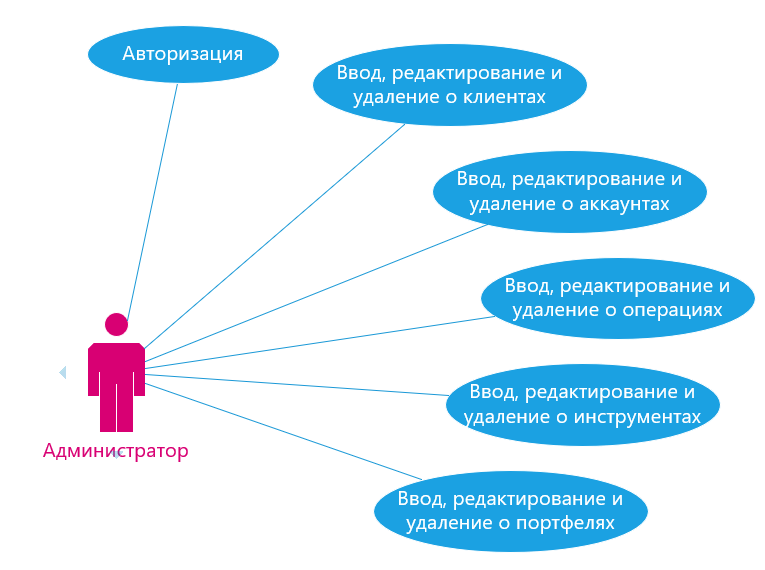 Авторизация
Ввод, редактирование и
удаление о клиентах
Ввод, редактирование и
удаление о аккаунтах
Ввод, редактирование и
удаление о операциях
Ввод, редактирование и
удаление о инструментах
Администратор
Ввод, редактирование и
удаление о портфелях